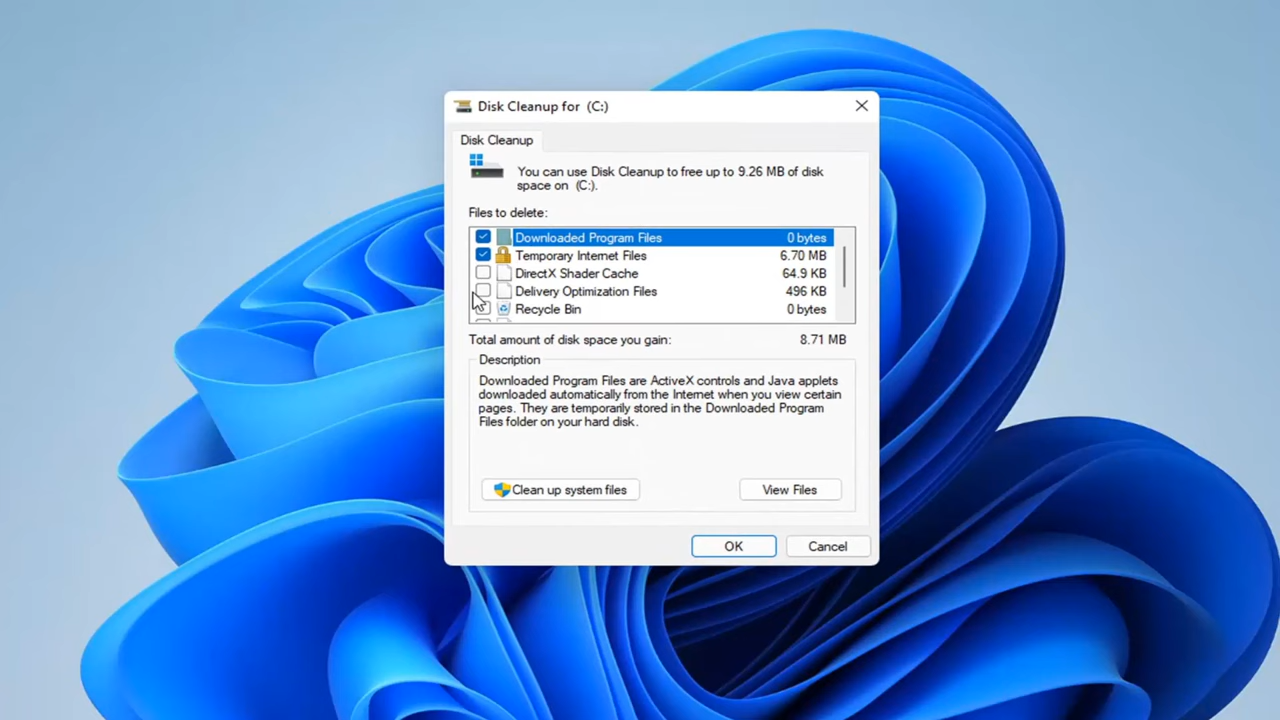 Disk Cleanup for (C:)
Disk Cleanup
You can use Disk Cleanup to free up to 9.26 MB of disk
space on (C:).
Files to delete:
Downloaded Program Files 0 bytes
Temporary Internet Files 6.70 MB
DirectX Shader Cache 64.9 KB
Delivery Optimization Files 496 KB
Recycle Bin 0 bytes
Total amount of disk space you gain: 8.71 MB
Description
Downloaded Program Files are ActiveX controls and Java applets
downloaded automatically from the Internet when you view certain
pages. They are temporarily stored in the Downloaded Program
Files folder on your hard disk.
Clean up system files View Files
OK Cancel